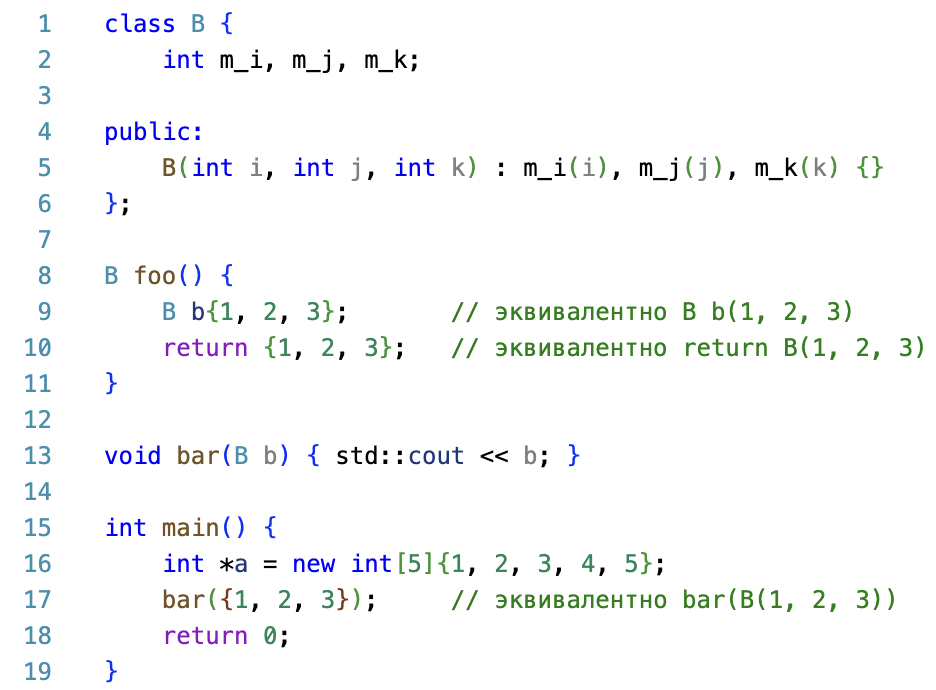 1 class B {
2     int m_i, m_j, m_k;
3
4 public:
5     B(int i, int j, int k) : m_i(i), m_j(j), m_k(k) {}
6 };
7
8 B foo() {
9     B b{1, 2, 3};       // эквивалентно B b(1, 2, 3)
10     return {1, 2, 3};   // эквивалентно return B(1, 2, 3)
11 }
12
13 void bar(B b) { std::cout << b; }
14
15 int main() {
16     int *a = new int[5]{1, 2, 3, 4, 5};
17     bar({1, 2, 3});     // эквивалентно bar(B(1, 2, 3))
18     return 0;
19 }